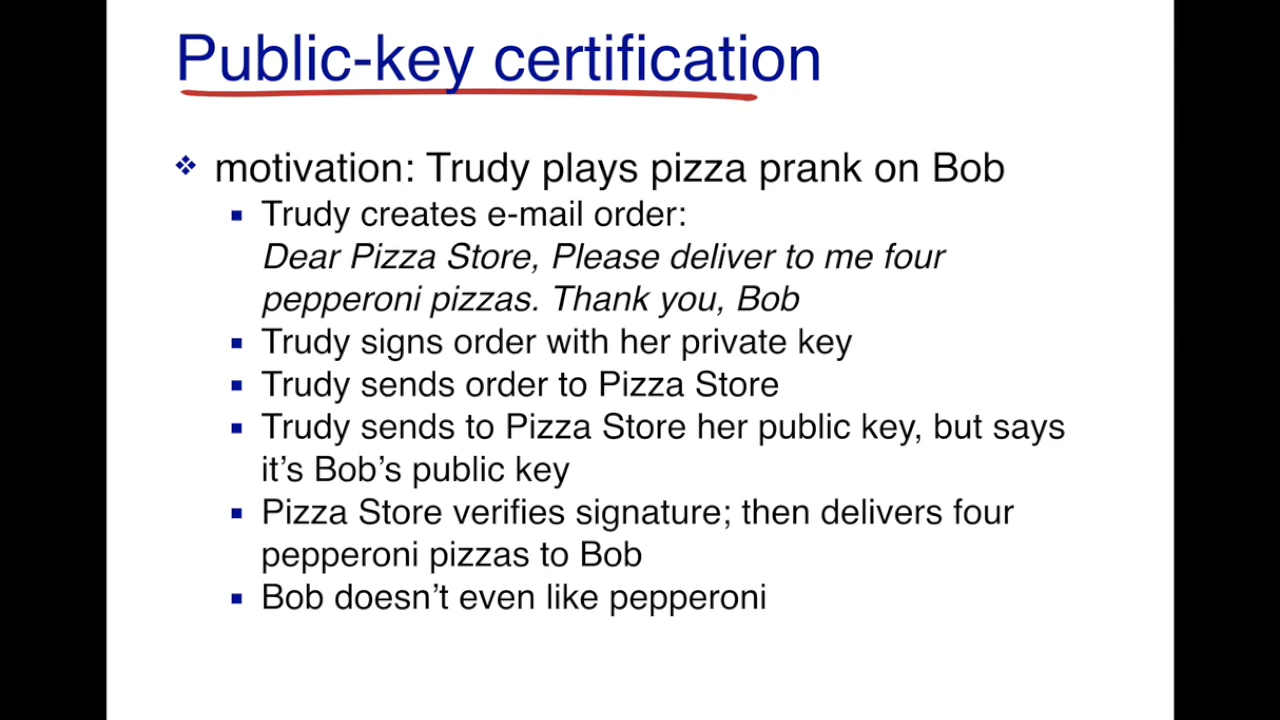 Public-key certification
motivation: Trudy plays pizza prank on Bob
Trudy creates e-mail order:
Dear Pizza Store, Please deliver to me four
pepperoni pizzas. Thank you, Bob
Trudy signs order with her private key
Trudy sends order to Pizza Store
Trudy sends to Pizza Store her public key, but says
it’s Bob’s public key
Pizza Store verifies signature; then delivers four
pepperoni pizzas to Bob
Bob doesn’t even like pepperoni